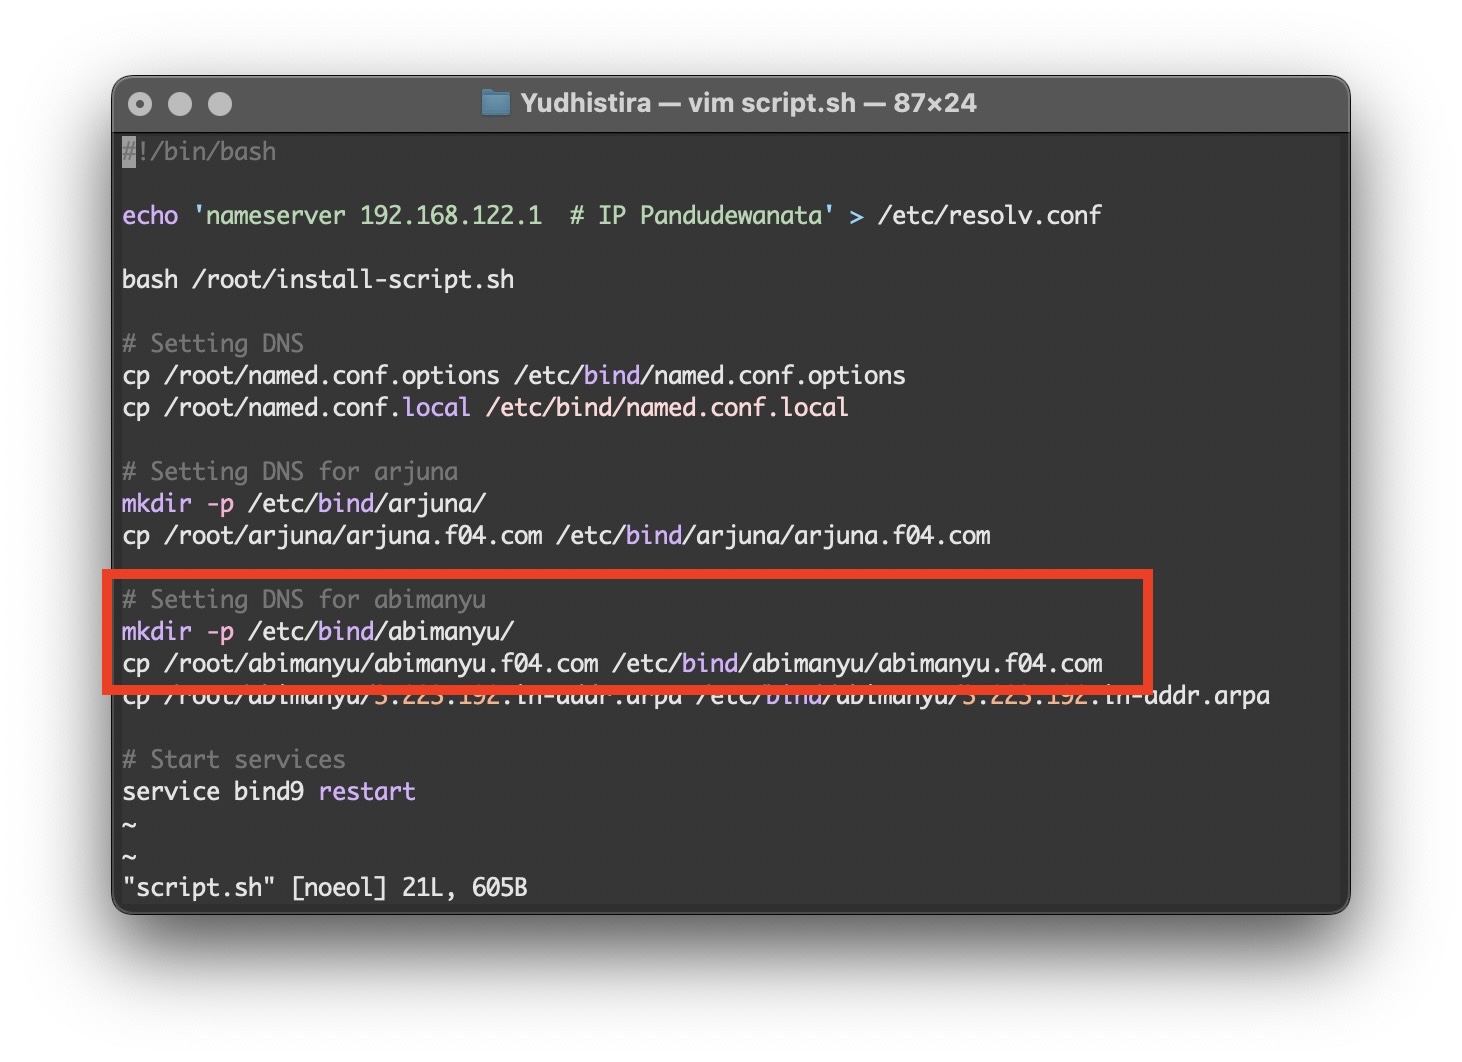 Yudhistira — vim script.sh — 87×24
#!/bin/bash
echo 'nameserver 192.168.122.1  # IP Pandudewanata' > /etc/resolv.conf
bash /root/install-script.sh
# Setting DNS
cp /root/named.conf.options /etc/bind/named.conf.options
cp /root/named.conf.local /etc/bind/named.conf.local
# Setting DNS for arjuna
mkdir -p /etc/bind/arjuna/
cp /root/arjuna/arjuna.f04.com /etc/bind/arjuna/arjuna.f04.com
# Setting DNS for abimanyu
mkdir -p /etc/bind/abimanyu/
cp /root/abimanyu/abimanyu.f04.com /etc/bind/abimanyu/abimanyu.f04.com
cp /root/abimanyu/3.223.192.in-addr.arpa /etc/bind/abimanyu/3.223.192.in-addr.arpa
# Start services
service bind9 restart
~
~
"script.sh" [noeol] 21L, 605B